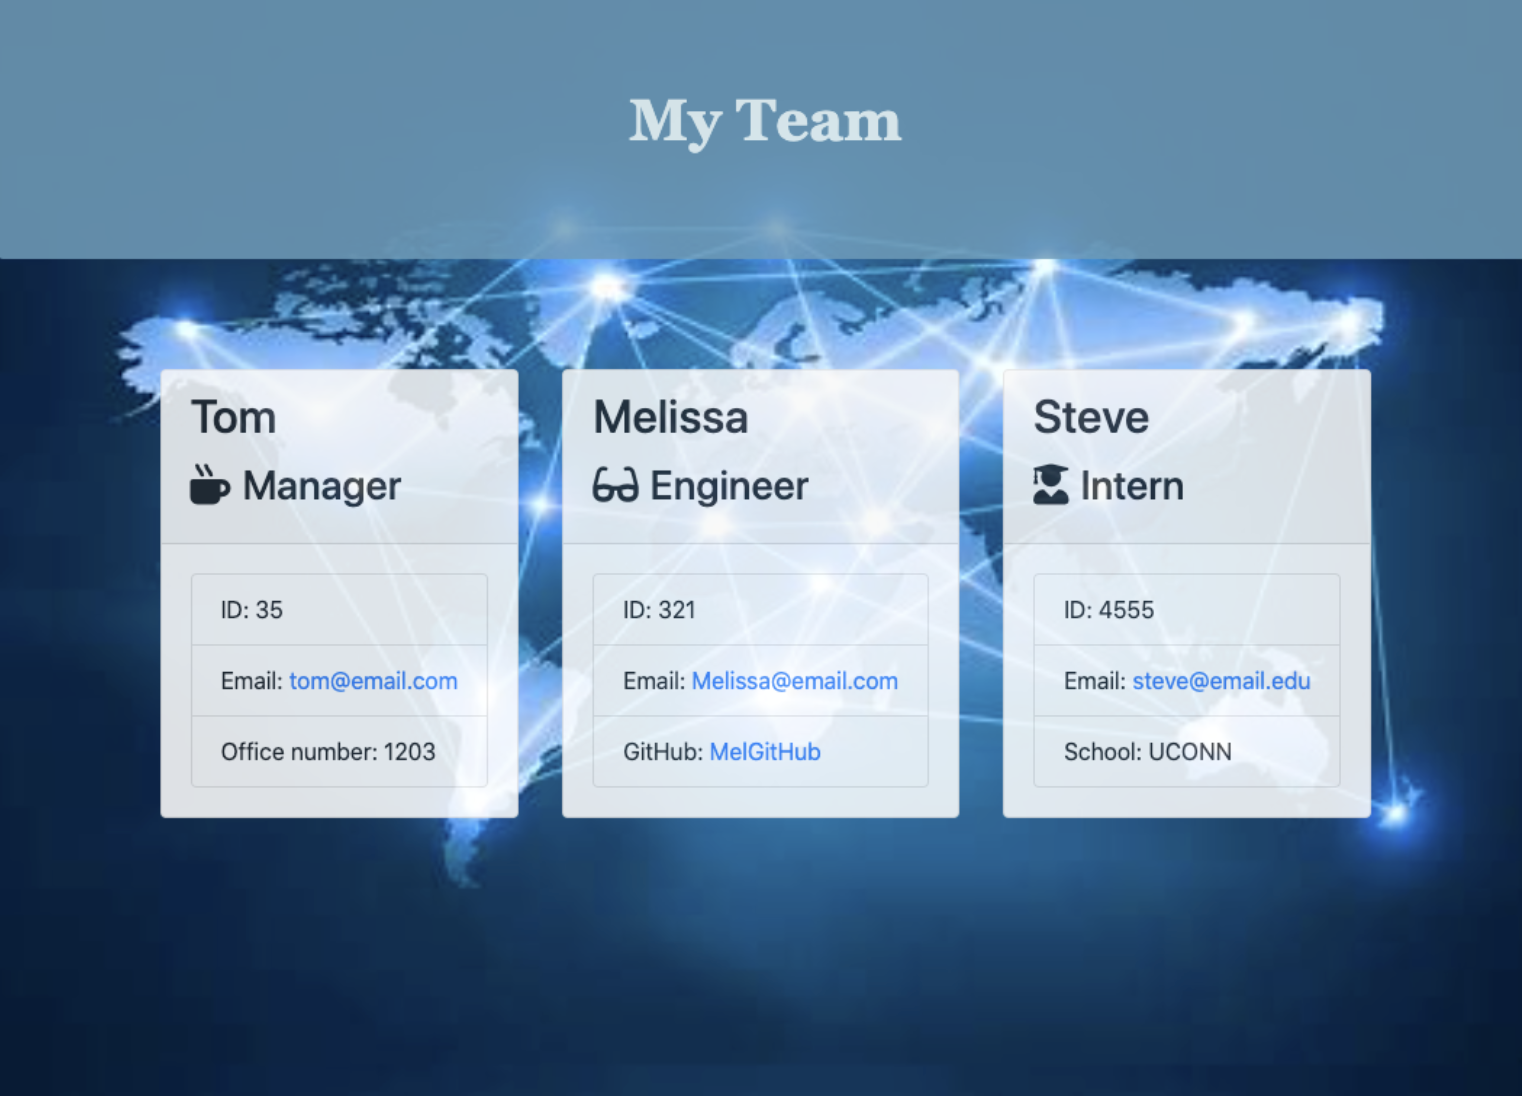 My Team
Tom
Manager
ID: 35
Email: tom@email.com
Office number: 1203
Melissa
Engineer
ID: 321
Email: Melissa@email.com
GitHub: MelGitHub
Steve
Intern
ID: 4555
Email: steve@email.edu
School: UCONN